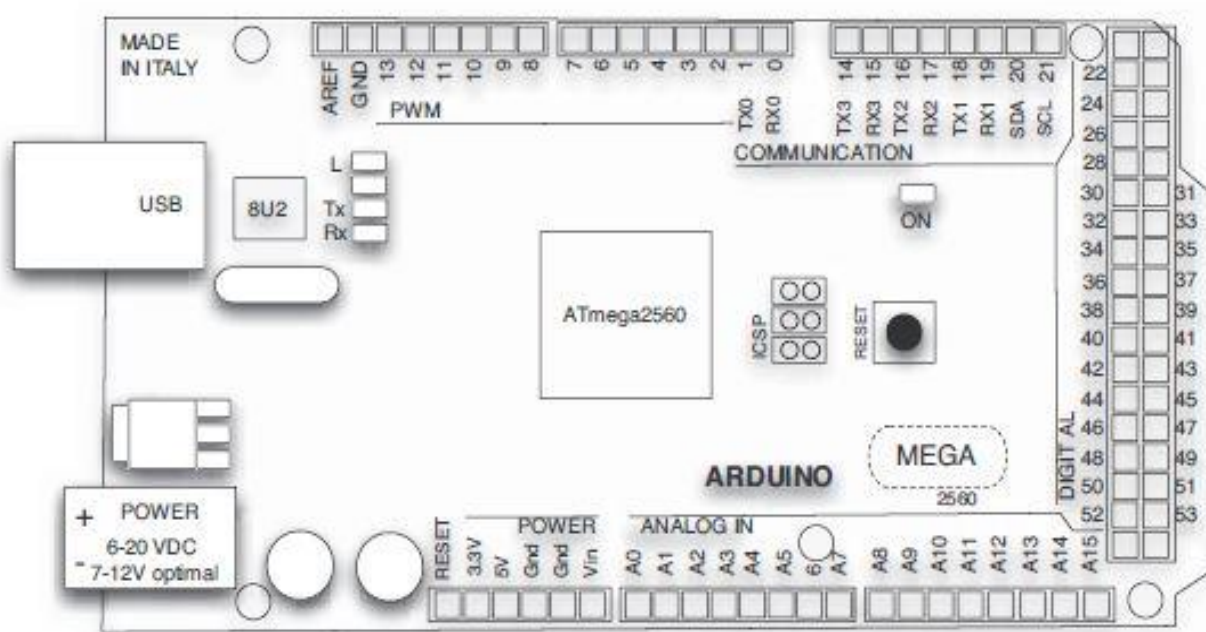 MADE
IN ITALY
AREF
GND
13
12
11
10
9
8
7
6
5
4
3
2
1
0
14
15
16
17
18
19
20
21
PWM
TX0
RX0
TX3
RX3
TX2
RX2
TX1
RX1
SDA
SCL
COMMUNICATION
22
24
26
28
30 31
32 33
34 35
36 37
38 39
40 41
42 43
44 45
46 47
48 49
50 51
52 53
DIGIT AL
USB
8U2
L
Tx
Rx
ON
ATmega2560
ICSP
RESET
MEGA
2560
ARDUINO
+ POWER
6-20 VDC
- 7-12V optimal
POWER
ANALOG IN
RESET
3.3V
5V
Gnd
Gnd
Vin
A0
A1
A2
A3
A4
A5
6
A7
A8
A9
A10
A11
A12
A13
A14
A15